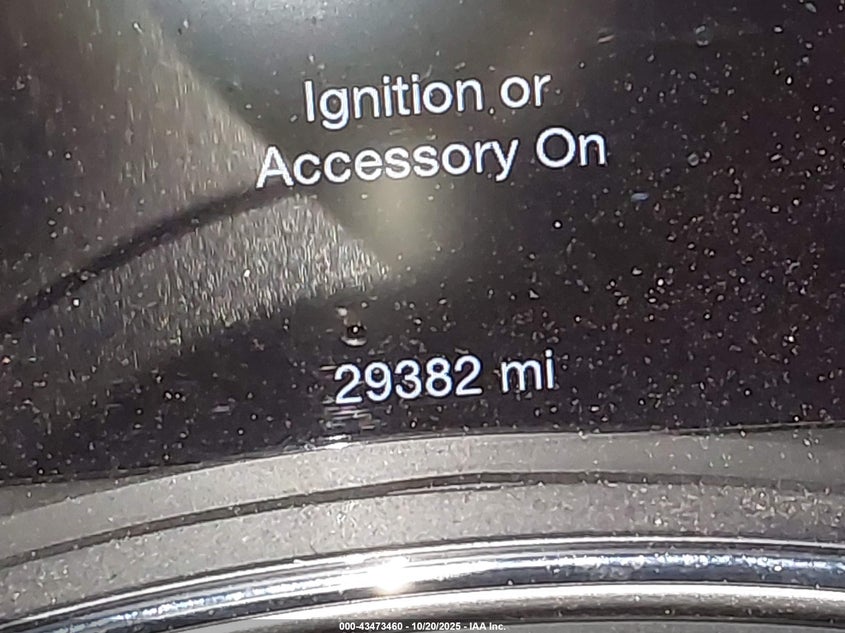 Ignition or
Accessory On
29382 mi
000-43473460 - 10/20/2025 - IAA Inc.